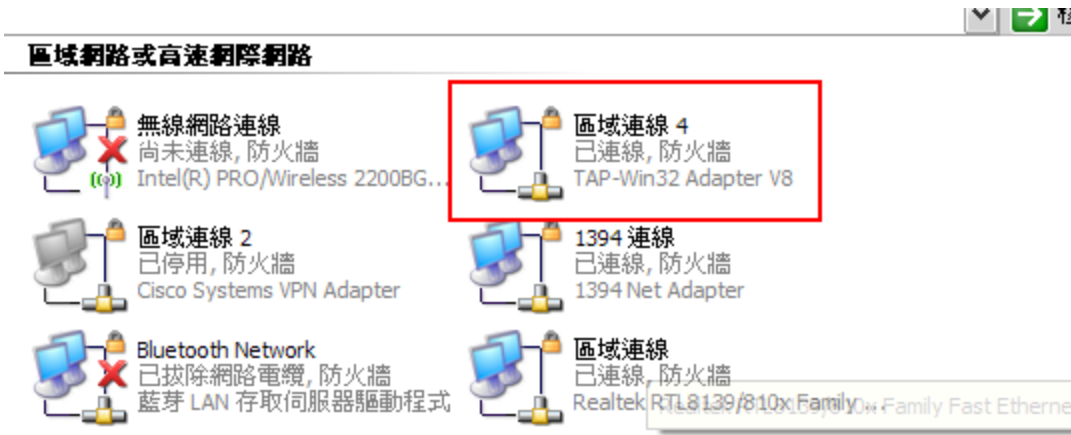 區域網路或高速網際網路
無線網路連線
尚未連線, 防火牆
Intel(R) PRO/Wireless 2200BG...
區域連線 4
已連線, 防火牆
TAP-Win32 Adapter V8
區域連線 2
已停用, 防火牆
Cisco Systems VPN Adapter
1394 連線
已連線, 防火牆
1394 Net Adapter
Bluetooth Network
已拔除網路電纜, 防火牆
藍芽 LAN 存取伺服器驅動程式
區域連線
已連線, 防火牆
Realtek RTL8139/810x Family ...
Family Fast Etherne